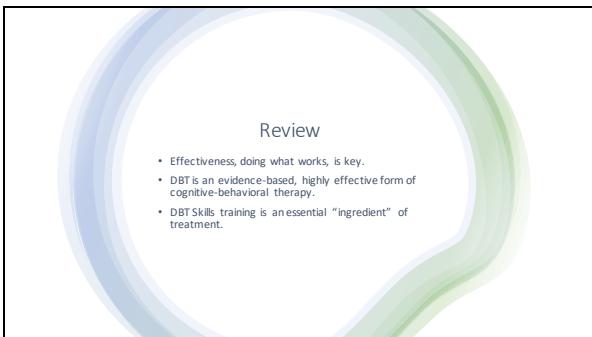 Review
• Effectiveness, doing what works, is key.
• DBT is an evidence-based, highly effective form of
cognitive-behavioral therapy.
• DBT Skills training is an essential “ingredient” of
treatment.